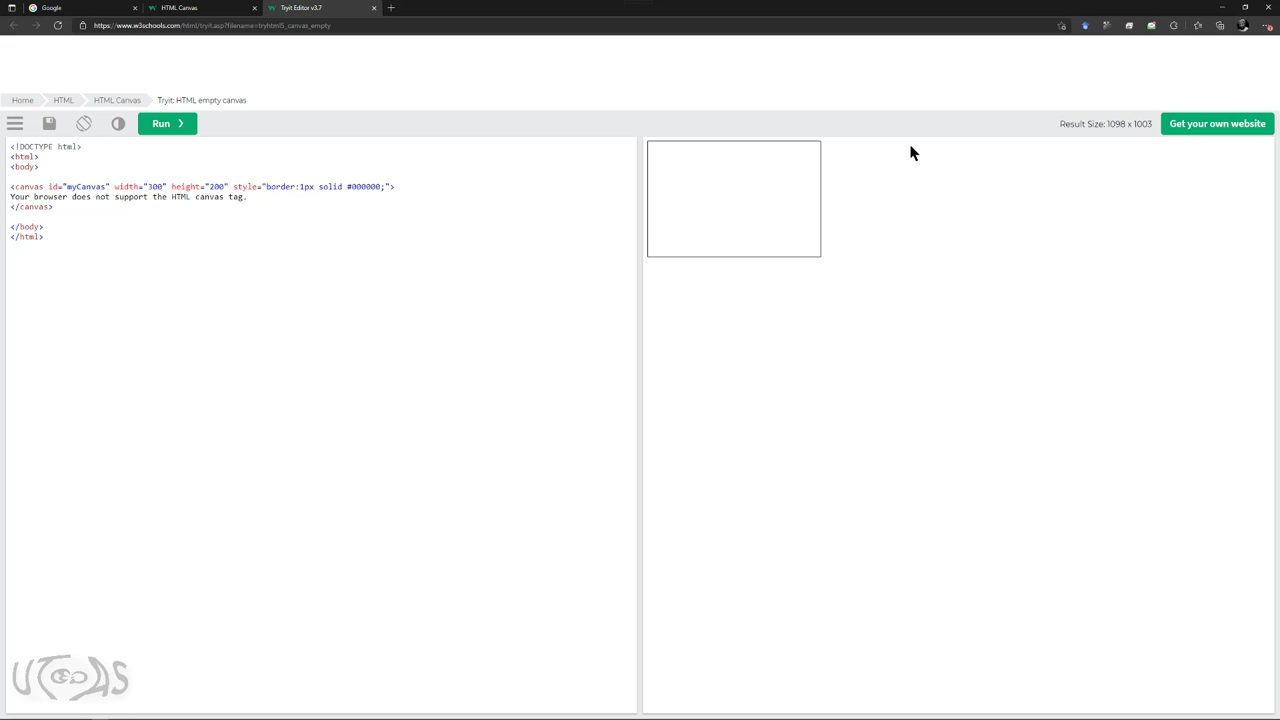 Google
HTML Canvas
Tryit Editor v3.7
https://www.w3schools.com/html/tryit.asp?filename=tryhtml5_canvas_empty
Home
HTML
HTML Canvas
Tryit: HTML empty canvas
Run ❯
Result Size: 1098 x 1003
Get your own website
<!DOCTYPE html>
<html>
<body>
<canvas id="myCanvas" width="300" height="200" style="border:1px solid #000000;">
Your browser does not support the HTML canvas tag.
</canvas>
</body>
</html>